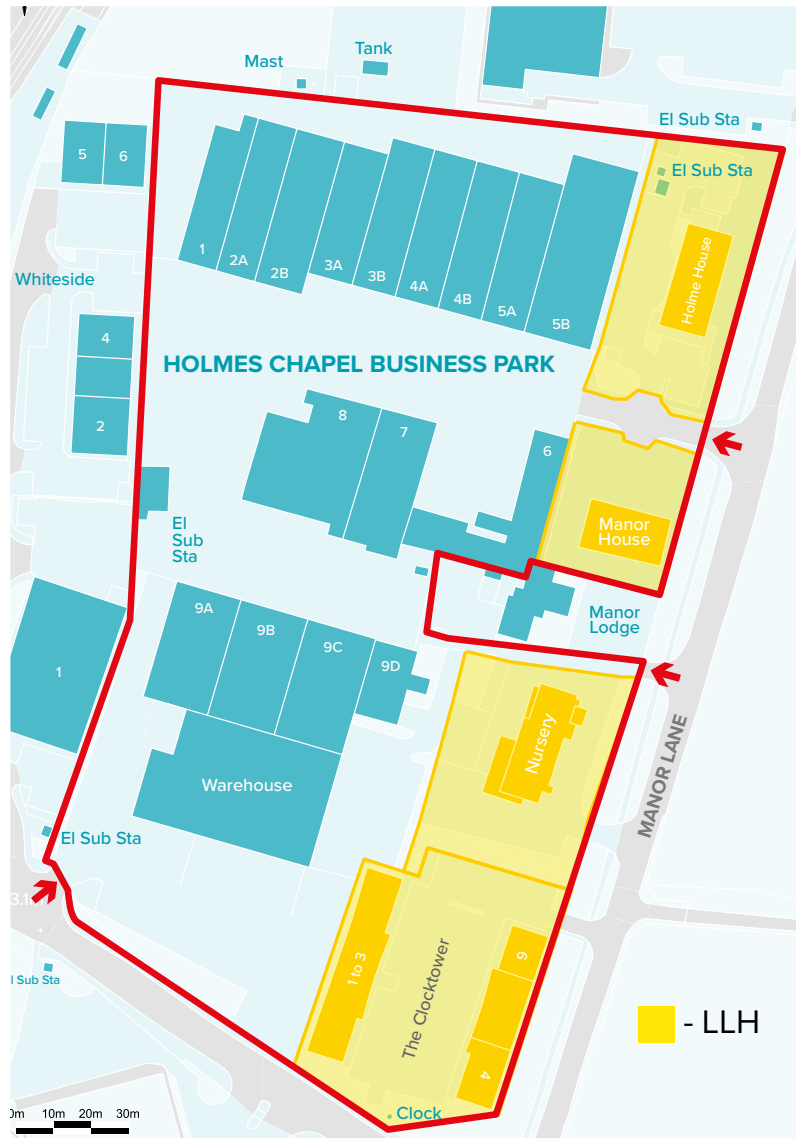 Tank
Mast
El Sub Sta
5
6
El Sub Sta
1
2A
2B
3A
3B
4A
4B
5A
5B
Holme House
Whiteside
4
2
HOLMES CHAPEL BUSINESS PARK
8
7
6
Manor
House
El
Sub
Sta
Manor
Lodge
9A
9B
9C
9D
1
Nursery
Warehouse
MANOR LANE
El Sub Sta
3.1
1 to 3
The Clocktower
6
4
l Sub Sta
- LLH
Clock
0m 10m 20m 30m